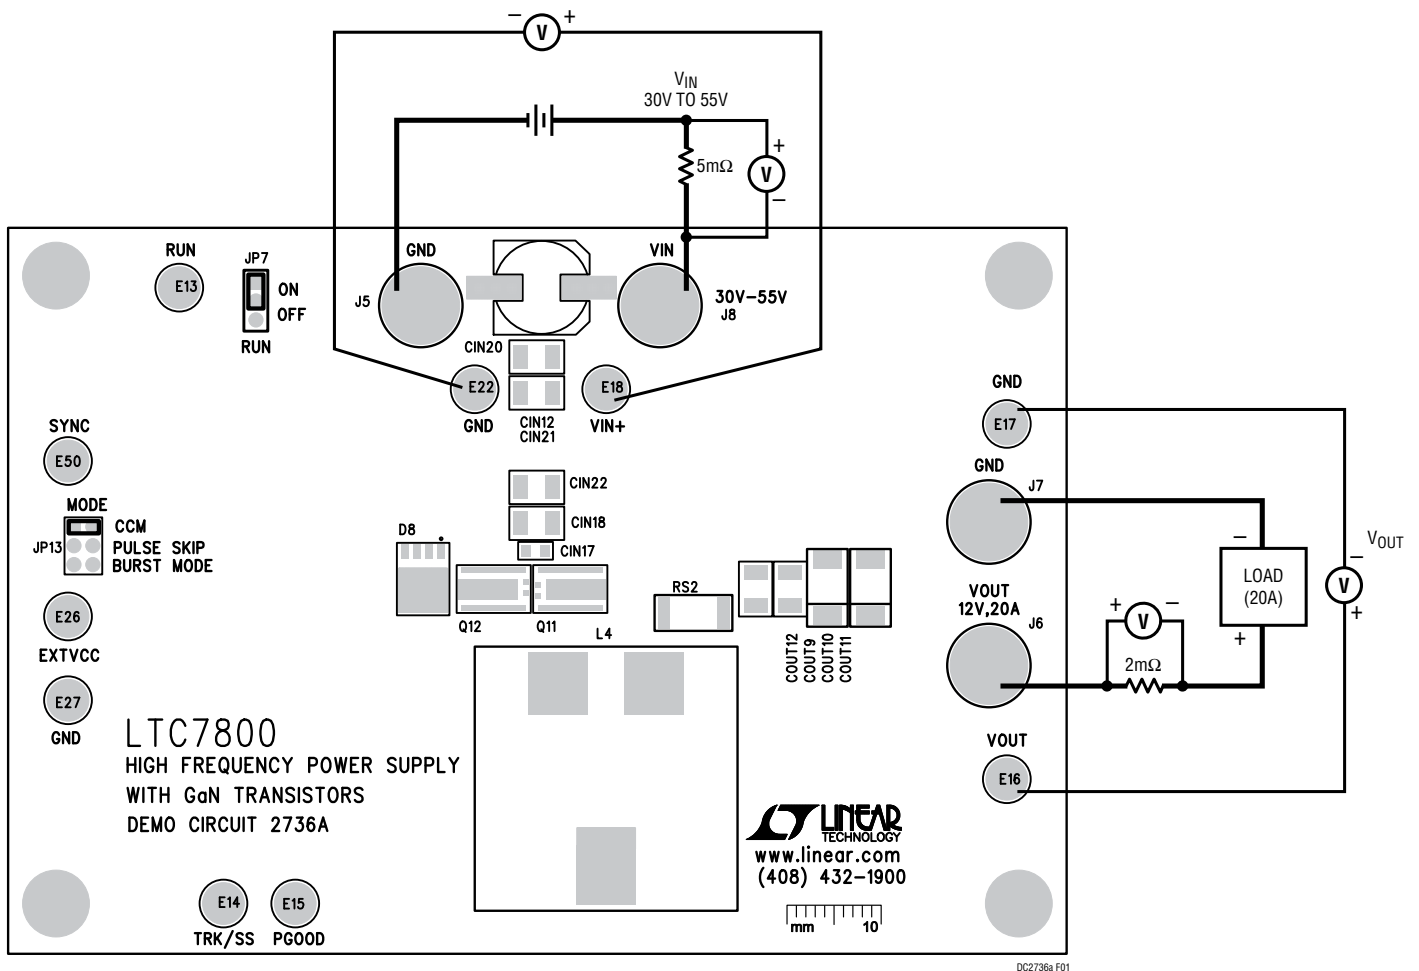 − V +
VIN
30V TO 55V
+
5mΩ
V
−
RUN
E13
JP7
ON
OFF
RUN
GND
J5
VIN
30V-55V
J8
CIN20
E22
GND
CIN12
CIN21
E18
VIN+
SYNC
E50
MODE
JP13
CCM
PULSE SKIP
BURST MODE
E26
EXTVCC
E27
GND
CIN22
CIN18
CIN17
D8
Q12
Q11
L4
RS2
COUT12
COUT9
COUT10
COUT11
GND
E17
GND
J7
VOUT
12V,20A
J6
VOUT
E16
+ V −
2mΩ
−
LOAD
(20A)
+
VOUT
−
V
+
LTC7800
HIGH FREQUENCY POWER SUPPLY
WITH GaN TRANSISTORS
DEMO CIRCUIT 2736A
LINEAR
TECHNOLOGY
www.linear.com
(408) 432-1900
mm 10
E14
TRK/SS
E15
PGOOD
DC2736a F01